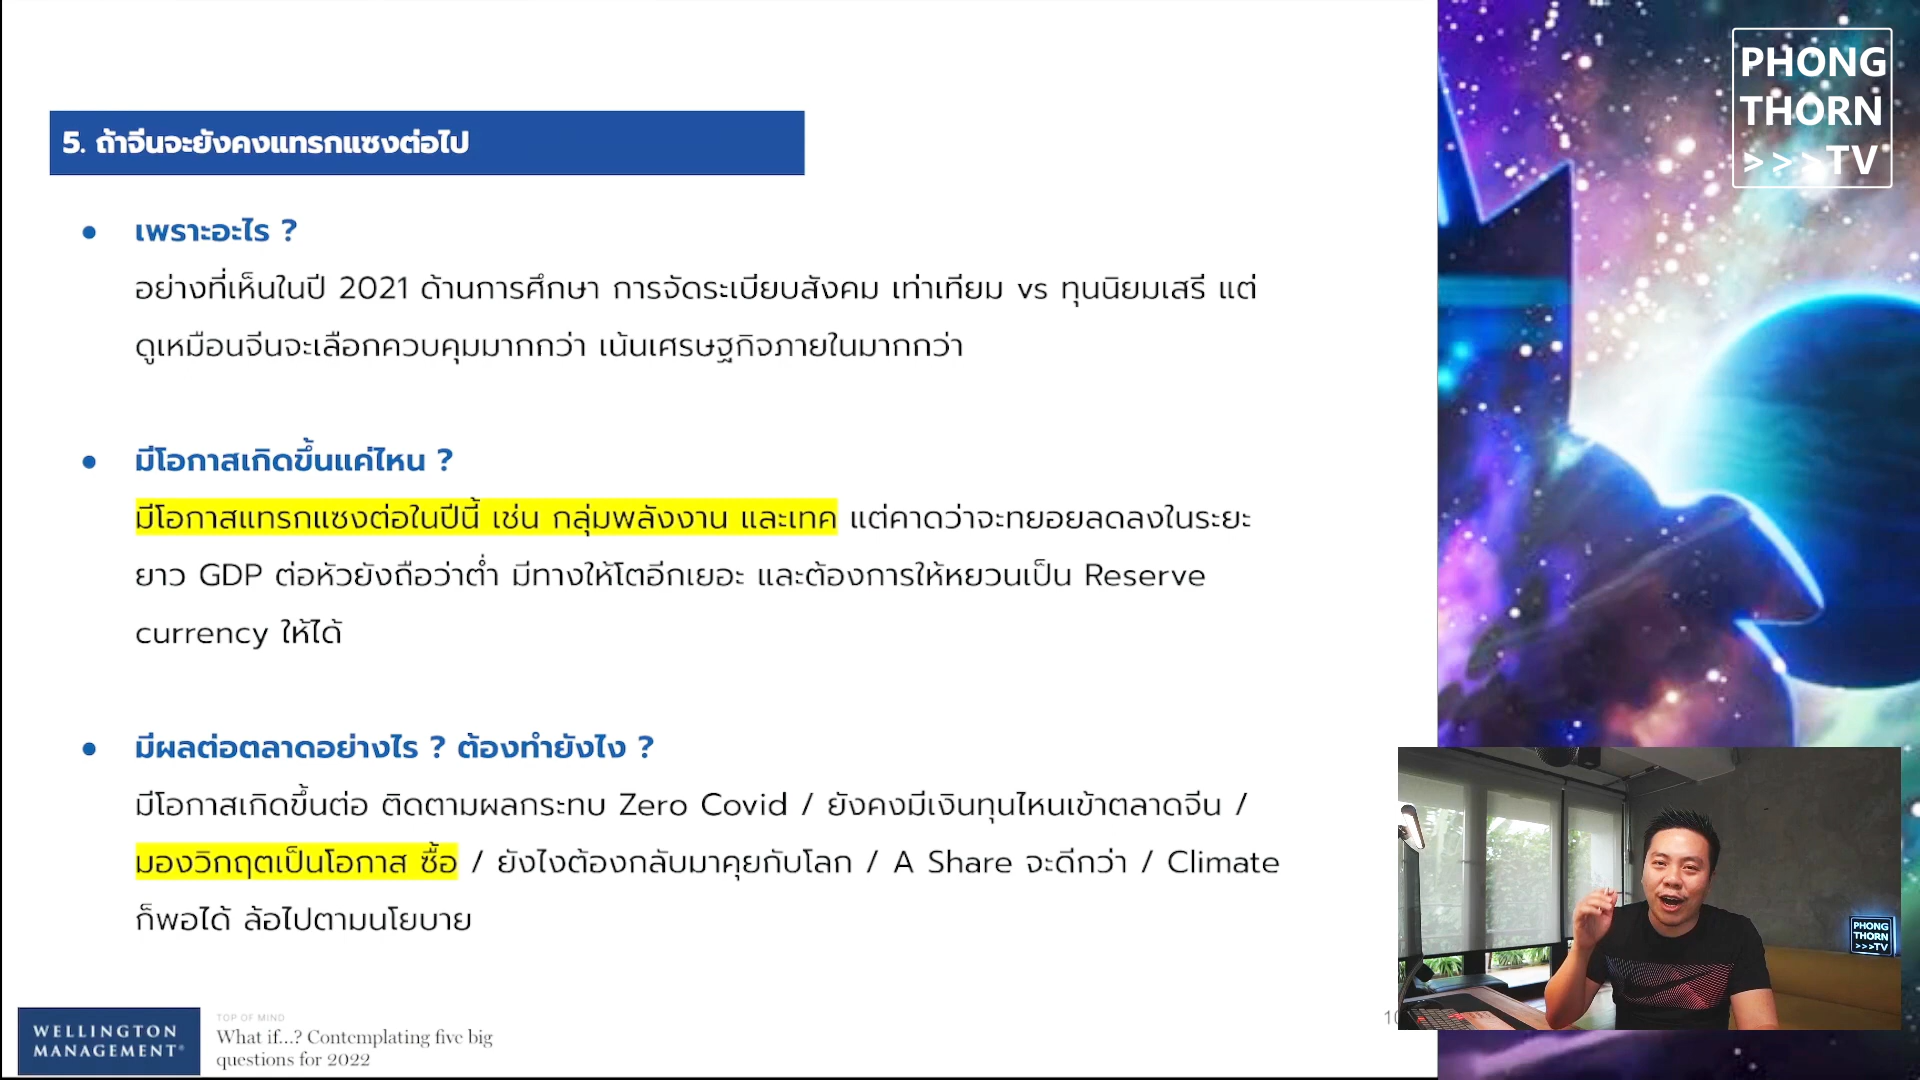 5. ถ้าจีนจะยังคงแทรกแซงต่อไป
• เพราะอะไร ?
อย่างที่เห็นในปี 2021 ด้านการศึกษา การจัดระเบียบสังคม เท่าเทียม vs ทุนนิยมเสรี แต่
ดูเหมือนจีนจะเลือกควบคุมมากกว่า เน้นเศรษฐกิจภายในมากกว่า
• มีโอกาสเกิดขึ้นแค่ไหน ?
มีโอกาสแทรกแซงต่อในปีนี้ เช่น กลุ่มพลังงาน และเทค แต่คาดว่าจะทยอยลดลงในระยะ
ยาว GDP ต่อหัวยังถือว่าต่ำ มีทางให้โตอีกเยอะ และต้องการให้หยวนเป็น Reserve
currency ให้ได้
• มีผลต่อตลาดอย่างไร ? ต้องทำยังไง ?
มีโอกาสเกิดขึ้นต่อ ติดตามผลกระทบ Zero Covid / ยังคงมีเงินทุนไหนเข้าตลาดจีน /
มองวิกฤตเป็นโอกาส ซื้อ / ยังไงต้องกลับมาคุยกับโลก / A Share จะดีกว่า / Climate
ก็พอได้ ล้อไปตามนโยบาย
WELLINGTON
MANAGEMENT®
TOP OF MIND
What if...? Contemplating five big
questions for 2022
PHONG
THORN
>>>TV
PHONG
THORN
>>>TV